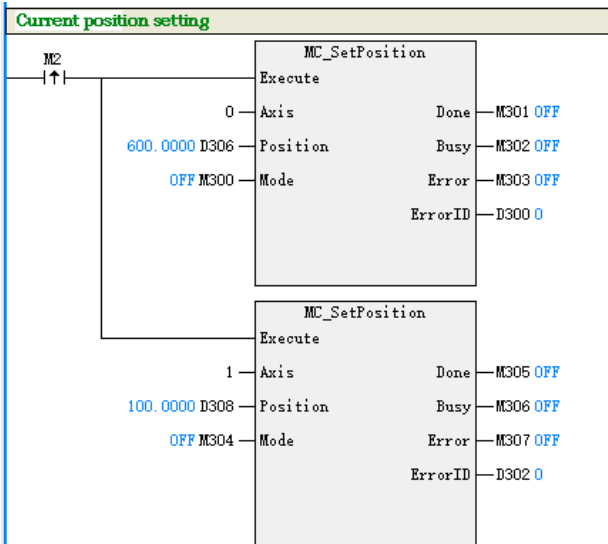 Current position setting
M2
MC_SetPosition
Execute
0 Axis Done M301 OFF
600.0000 D306 Position Busy M302 OFF
OFF M300 Mode Error M303 OFF
ErrorID D300 0
MC_SetPosition
Execute
1 Axis Done M305 OFF
100.0000 D308 Position Busy M306 OFF
OFF M304 Mode Error M307 OFF
ErrorID D302 0